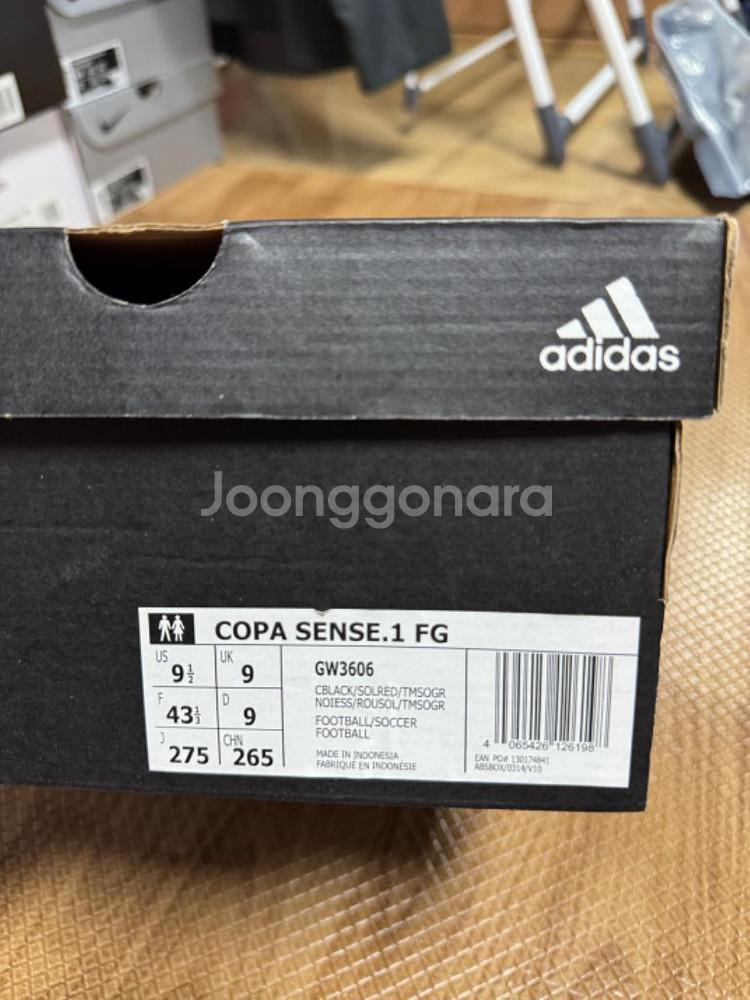 adidas
Joonggonara
COPA SENSE.1 FG
US 9½ UK 9
F 43⅓ D 9
J 275 CHN 265
GW3606
CBLACK/SOLRED/TMSOGR
NOIESS/ROUSOL/TMSOGR
FOOTBALL/SOCCER
FOOTBALL
MADE IN INDONESIA
FABRIQUÉ EN INDONÉSIE
4 065426 126198
EAN PO# 130174841
ABSBOX/0314/V10